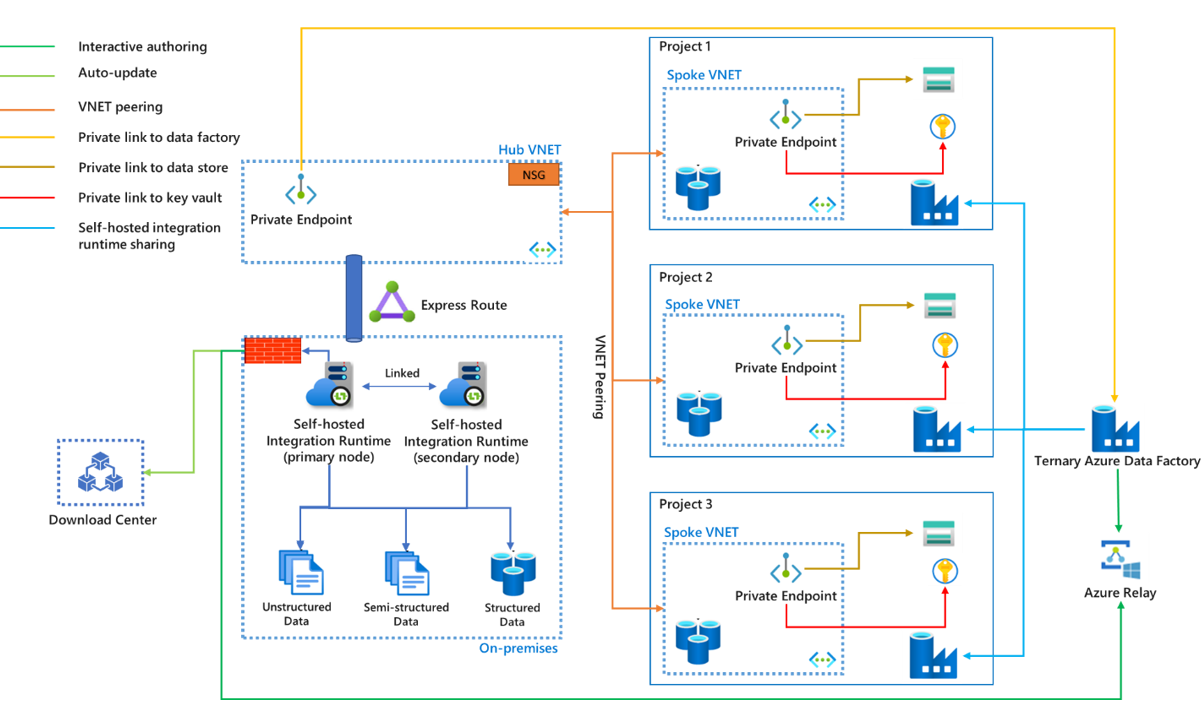 Interactive authoring
Auto-update
VNET peering
Private link to data factory
Private link to data store
Private link to key vault
Self-hosted integration
runtime sharing
Hub VNET
NSG
Private Endpoint
Express Route
Linked
Self-hosted
Integration Runtime
(primary node)
Self-hosted
Integration Runtime
(secondary node)
Unstructured
Data
Semi-structured
Data
Structured
Data
On-premises
Download Center
VNET Peering
Project 1
Spoke VNET
Private Endpoint
Project 2
Spoke VNET
Private Endpoint
Project 3
Spoke VNET
Private Endpoint
Ternary Azure Data Factory
Azure Relay